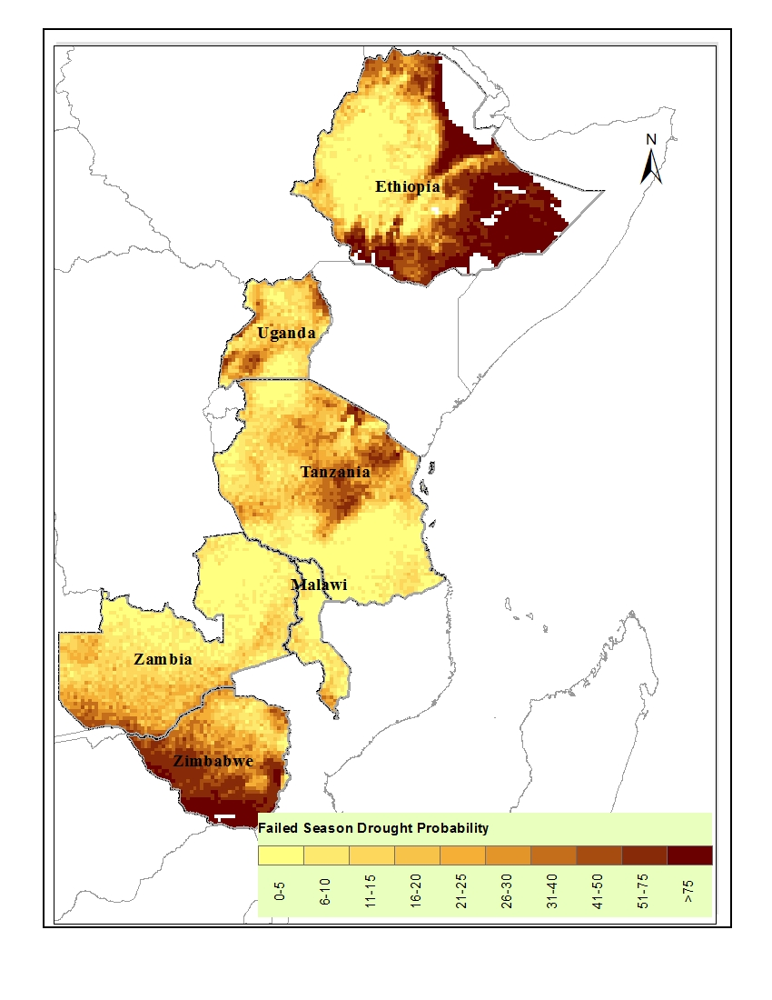 N
Ethiopia
Uganda
Tanzania
Malawi
Zambia
Zimbabwe
Failed Season Drought Probability
0-5
6-10
11-15
16-20
21-25
26-30
31-40
41-50
51-75
>75